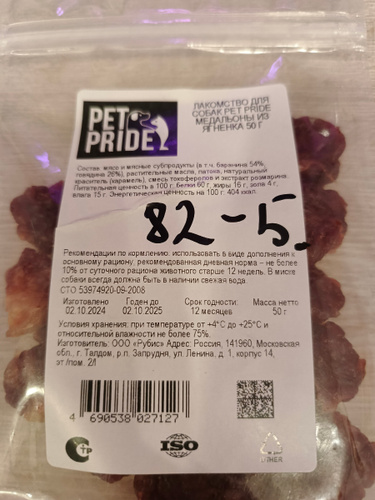 PET
PRIDE
ЛАКОМСТВО ДЛЯ
СОБАК PET PRIDE
МЕДАЛЬОНЫ ИЗ
ЯГНЕНКА 50 Г
Состав: мясо и мясные субпродукты (в т.ч. баранина 54%,
говядина 26%), растительные масла, патока, натуральный
краситель (карамель), смесь токоферолов и экстракт розмарина.
Питательная ценность в 100 г: белки 60 г, жиры 16 г, зола 4 г,
влага 15 г. Энергетическая ценность на 100 г: 404 ккал.
82-5.
Рекомендации по кормлению: использовать в виде дополнения к
основному рациону, рекомендованная дневная норма – не более
10% от суточного рациона животного старше 12 недель. В миске
собаки всегда должна быть в наличии свежая вода.
СТО 53974920-09-2008
Изготовлено Годен до Срок годности: Масса нетто
02.10.2024 02.10.2025 12 месяцев 50 г
Условия хранения: при температуре от +4°С до +25°С и
относительной влажности не более 75%.
Изготовитель: ООО «Рубис» Адрес: Россия, 141960, Московская
обл., г. Талдом, р.п. Запрудня, ул. Ленина, д. 1, корпус 14,
эт./пом. 2/I
4 690538 027127
ISO